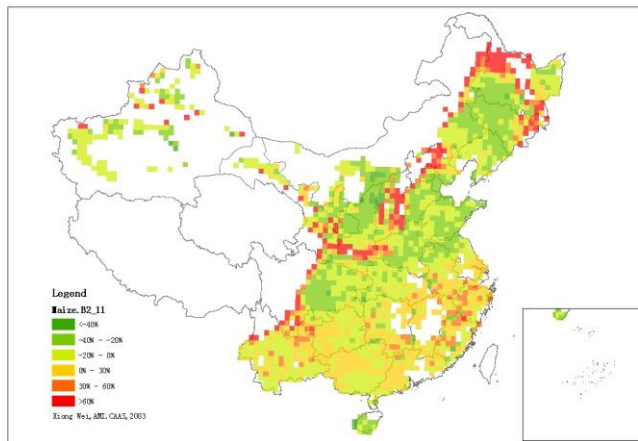 Legend
Maize.B2_11
<-40%
-40% - -20%
-20% - 0%
0% - 30%
30% - 60%
>60%
Xiong Wei,AMI.CAAS,2003